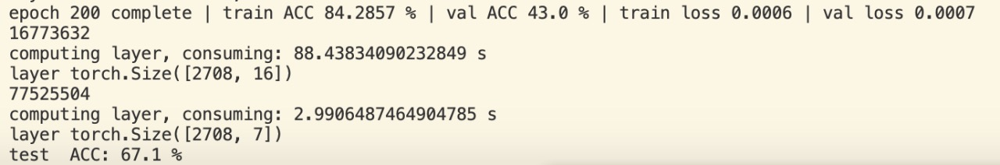 epoch 200 complete | train ACC 84.2857 % | val ACC 43.0 % | train loss 0.0006 | val loss 0.0007
16773632
computing layer, consuming: 88.43834090232849 s
layer torch.Size([2708, 16])
77525504
computing layer, consuming: 2.9906487464904785 s
layer torch.Size([2708, 7])
test  ACC: 67.1 %